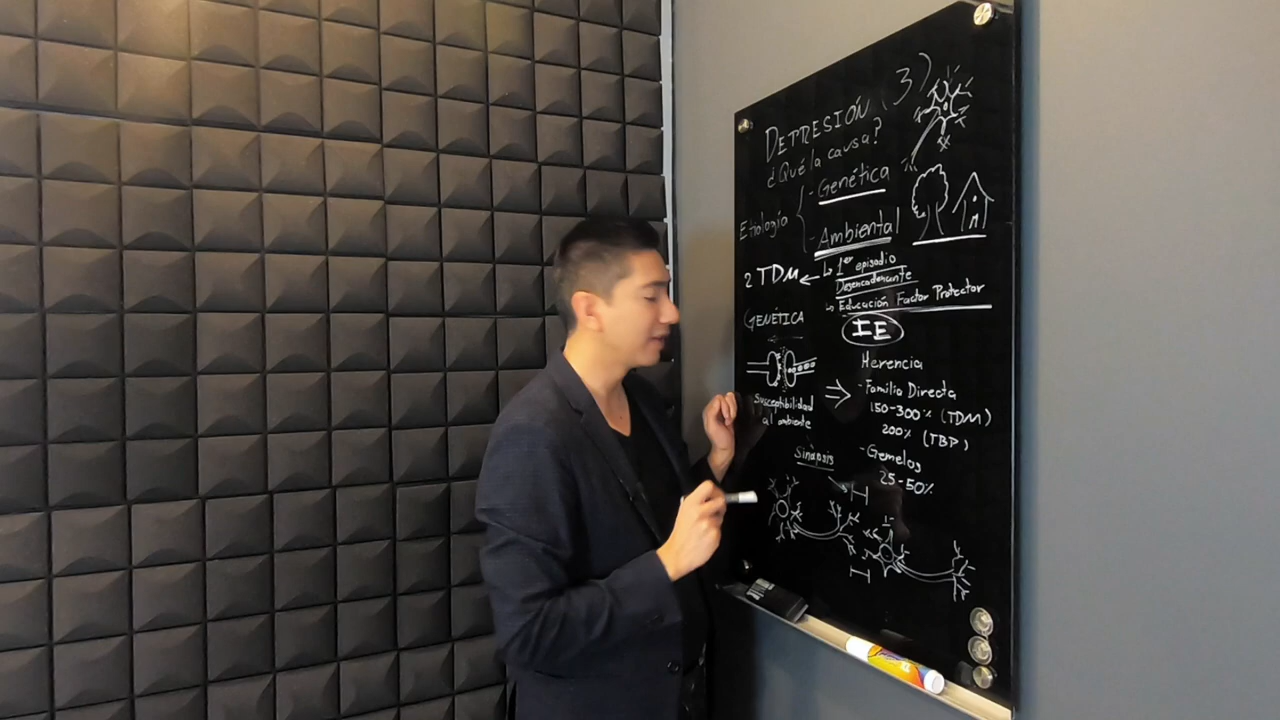 DEPRESIÓN (3)
¿Qué la causa?
Etiología
- Genética
- Ambiental
2 TDM ← ↳ 1er episodio
Desencadenante
↳ Educación Factor Protector
IE
GENÉTICA
Susceptibilidad
al ambiente
⇒
Herencia
- Familia Directa
150-300% (TDM)
200% (TBP)
- Gemelos
25-50%
Sinapsis